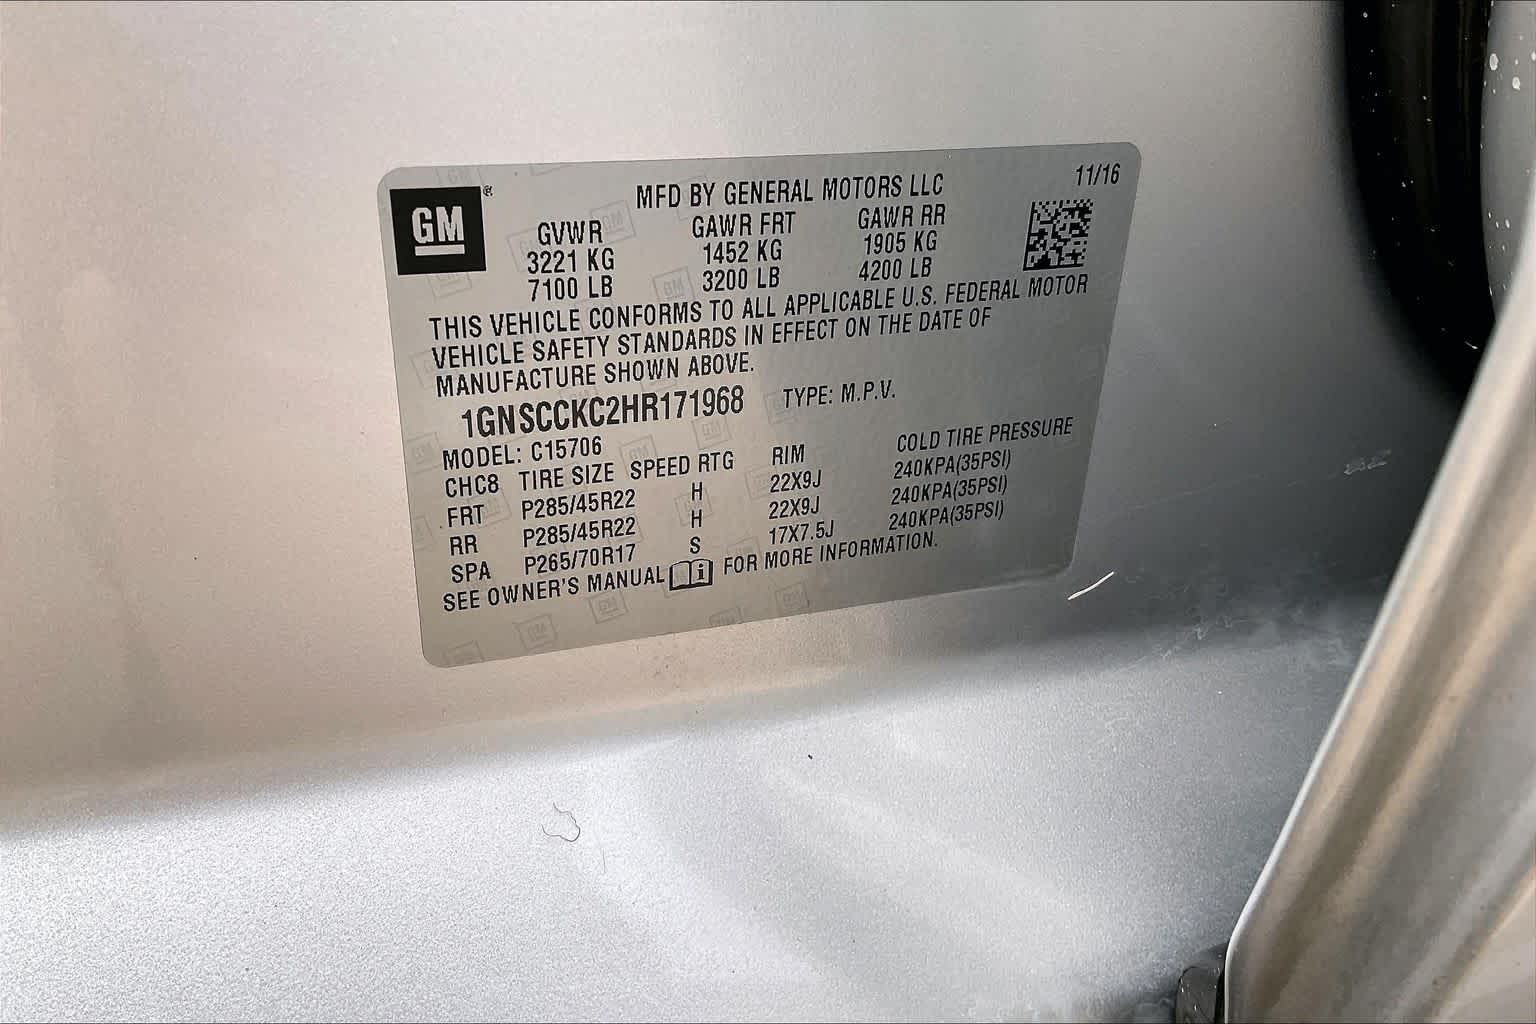 GM®
MFD BY GENERAL MOTORS LLC 11/16
GVWR GAWR FRT GAWR RR
3221 KG 1452 KG 1905 KG
7100 LB 3200 LB 4200 LB
THIS VEHICLE CONFORMS TO ALL APPLICABLE U.S. FEDERAL MOTOR
VEHICLE SAFETY STANDARDS IN EFFECT ON THE DATE OF
MANUFACTURE SHOWN ABOVE.
1GNSCCKC2HR171968 TYPE: M.P.V.
MODEL: C15706
CHC8 TIRE SIZE SPEED RTG RIM COLD TIRE PRESSURE
FRT P285/45R22 H 22X9J 240KPA(35PSI)
RR P285/45R22 H 22X9J 240KPA(35PSI)
SPA P265/70R17 S 17X7.5J 240KPA(35PSI)
SEE OWNER'S MANUAL FOR MORE INFORMATION.